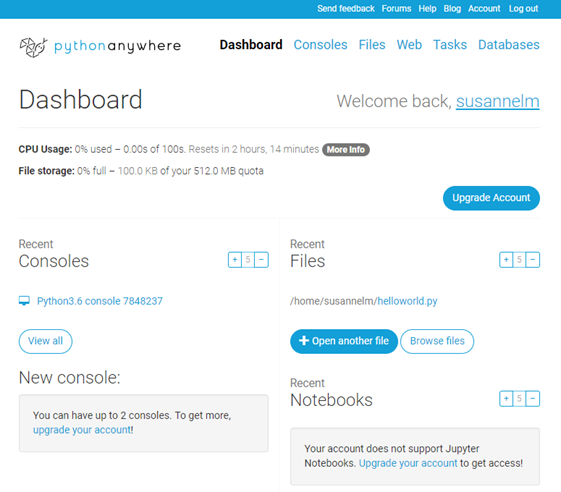 Send feedback Forums Help Blog Account Log out
pythonanywhere
Dashboard Consoles Files Web Tasks Databases
Dashboard
Welcome back, susannelm
CPU Usage: 0% used – 0.00s of 100s. Resets in 2 hours, 14 minutes More Info
File storage: 0% full – 100.0 KB of your 512.0 MB quota
Upgrade Account
Recent
Consoles
+ 5 −
Python3.6 console 7848237
View all
New console:
You can have up to 2 consoles. To get more,
upgrade your account!
Recent
Files
+ 5 −
/home/susannelm/helloworld.py
+ Open another file Browse files
Recent
Notebooks
+ 5 −
Your account does not support Jupyter
Notebooks. Upgrade your account to get access!